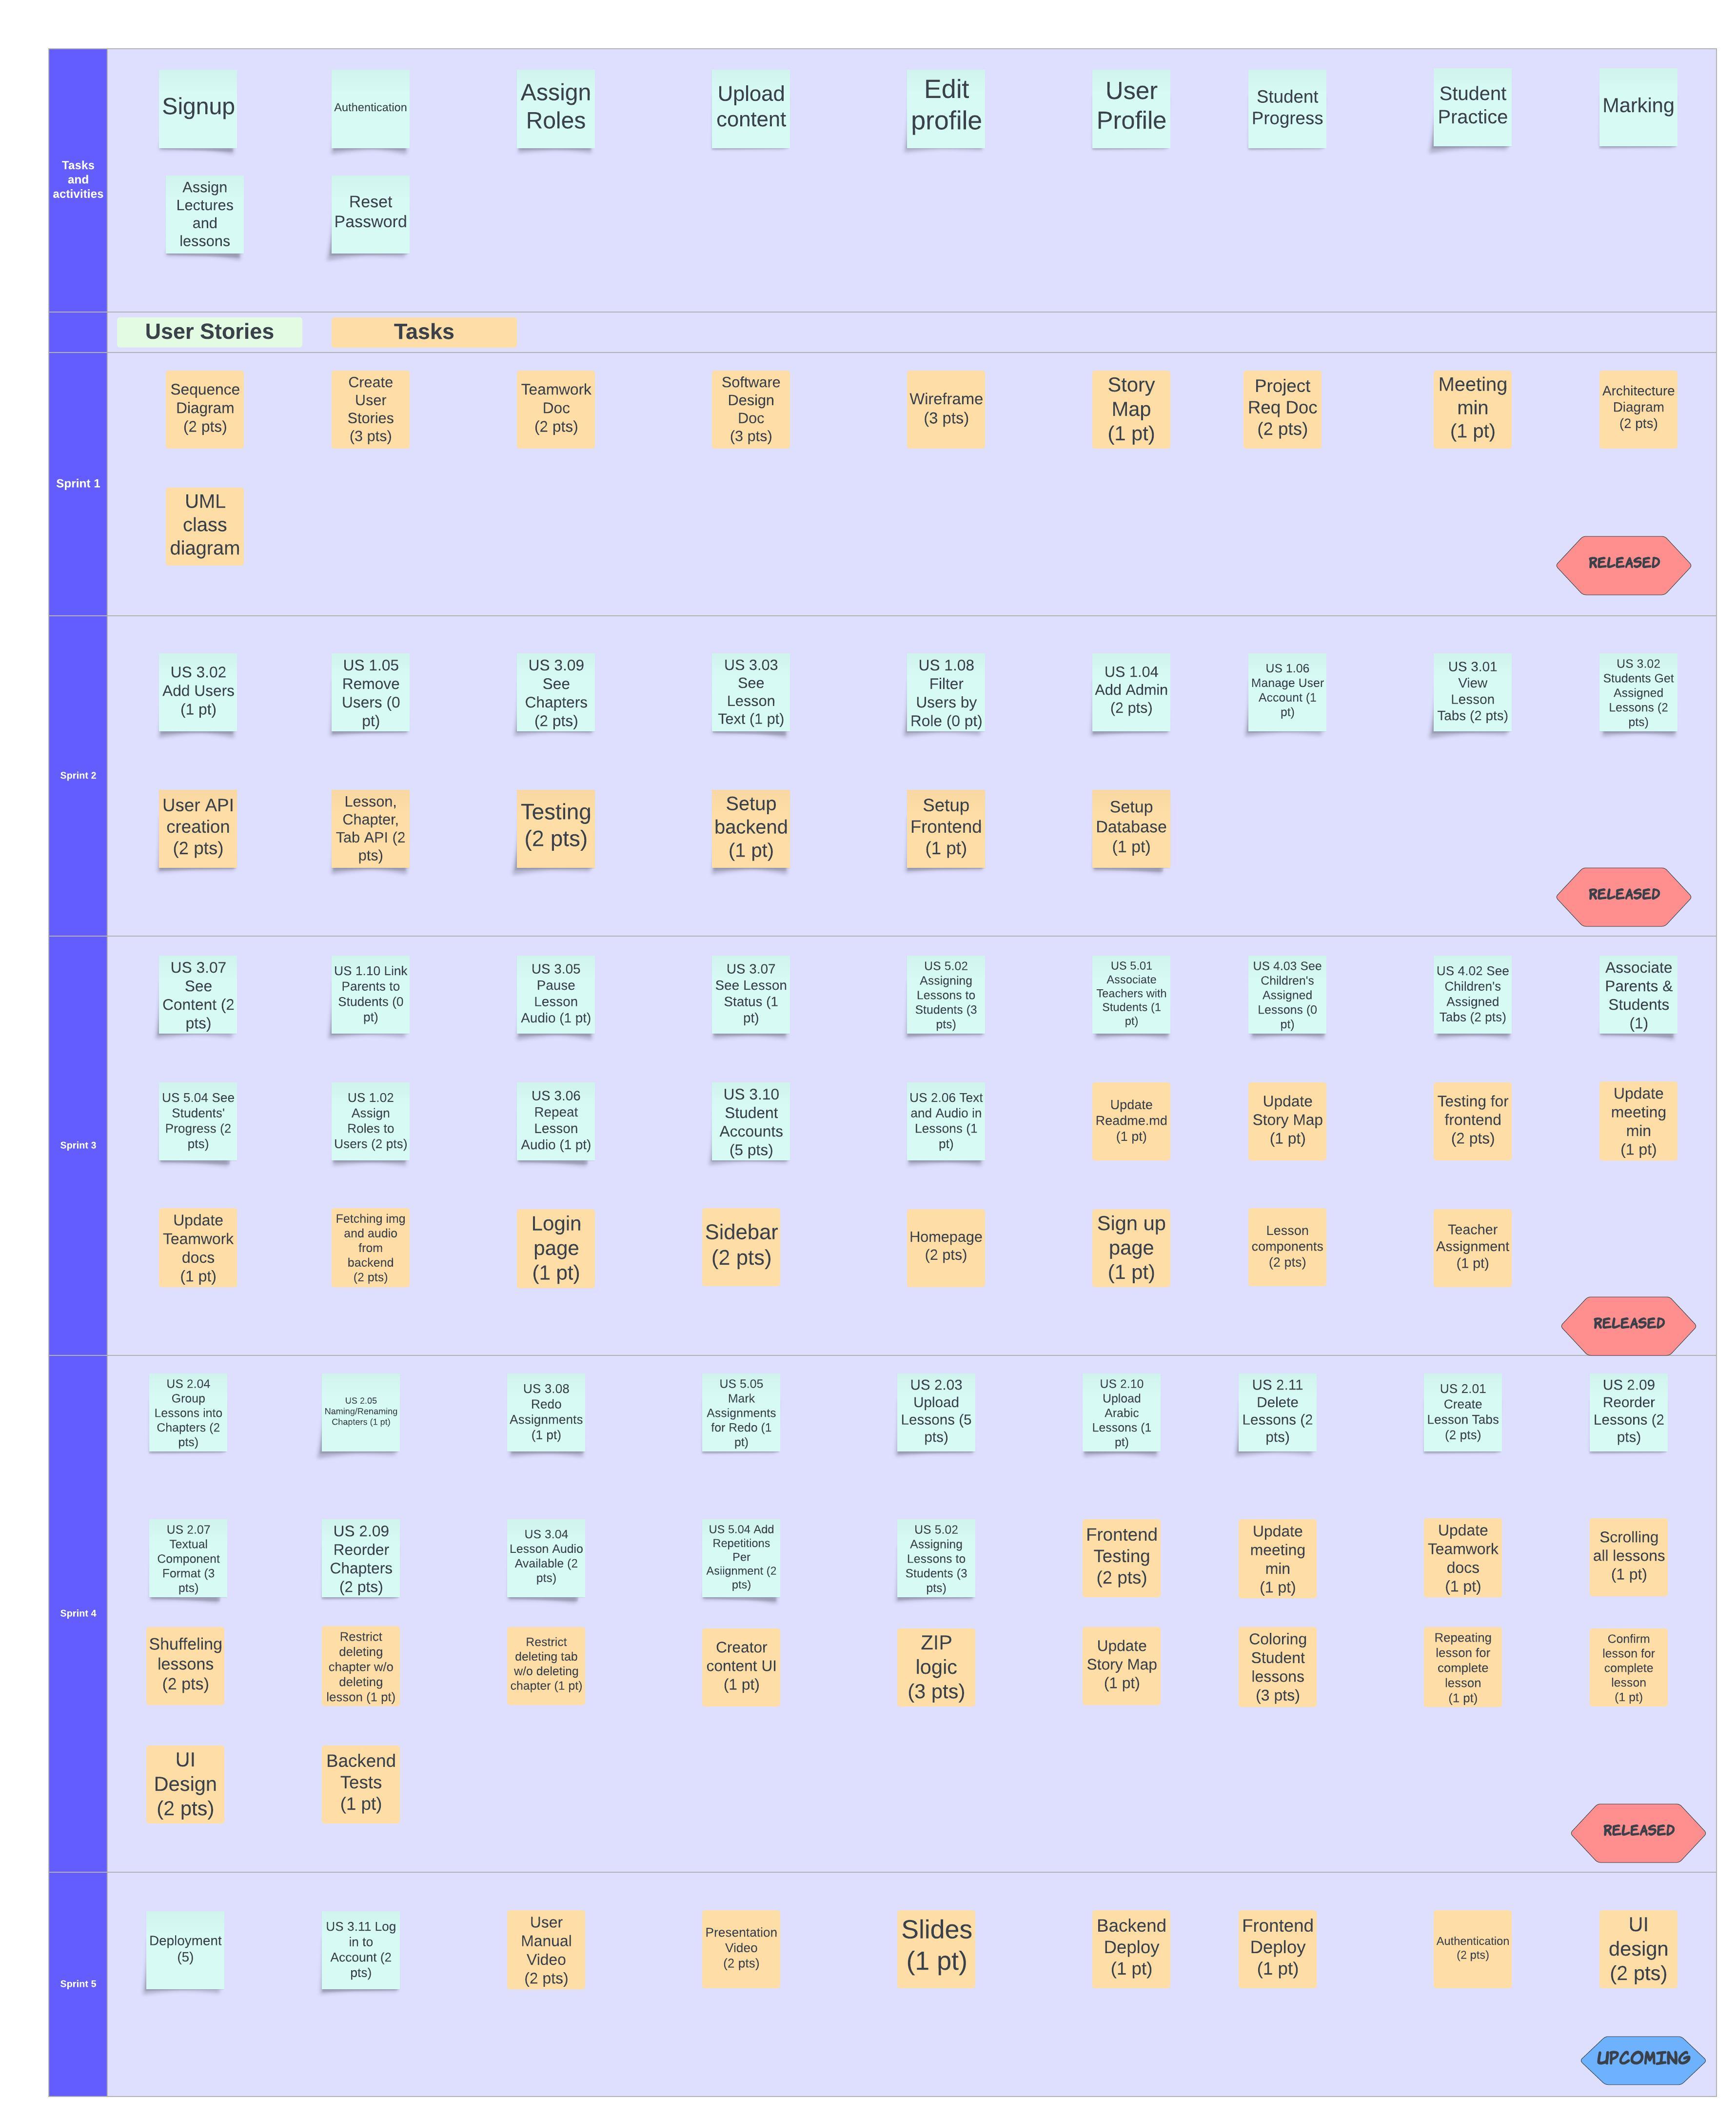 Tasks
and
activities
Signup
Authentication
Assign
Roles
Upload
content
Edit
profile
User
Profile
Student
Progress
Student
Practice
Marking
Assign
Lectures
and
lessons
Reset
Password
User Stories
Tasks
Sprint 1
Sequence
Diagram
(2 pts)
Create
User
Stories
(3 pts)
Teamwork
Doc
(2 pts)
Software
Design
Doc
(3 pts)
Wireframe
(3 pts)
Story
Map
(1 pt)
Project
Req Doc
(2 pts)
Meeting
min
(1 pt)
Architecture
Diagram
(2 pts)
UML
class
diagram
RELEASED
Sprint 2
US 3.02
Add Users
(1 pt)
US 1.05
Remove
Users (0
pt)
US 3.09
See
Chapters
(2 pts)
US 3.03
See
Lesson
Text (1 pt)
US 1.08
Filter
Users by
Role (0 pt)
US 1.04
Add Admin
(2 pts)
US 1.06
Manage User
Account (1
pt)
US 3.01
View
Lesson
Tabs (2 pts)
US 3.02
Students Get
Assigned
Lessons (2
pts)
User API
creation
(2 pts)
Lesson,
Chapter,
Tab API (2
pts)
Testing
(2 pts)
Setup
backend
(1 pt)
Setup
Frontend
(1 pt)
Setup
Database
(1 pt)
RELEASED
Sprint 3
US 3.07
See
Content (2
pts)
US 1.10 Link
Parents to
Students (0
pt)
US 3.05
Pause
Lesson
Audio (1 pt)
US 3.07
See Lesson
Status (1
pt)
US 5.02
Assigning
Lessons to
Students (3
pts)
US 5.01
Associate
Teachers with
Students (1
pt)
US 4.03 See
Children's
Assigned
Lessons (0
pt)
US 4.02 See
Children's
Assigned
Tabs (2 pts)
Associate
Parents &
Students
(1)
US 5.04 See
Students'
Progress (2
pts)
US 1.02
Assign
Roles to
Users (2 pts)
US 3.06
Repeat
Lesson
Audio (1 pt)
US 3.10
Student
Accounts
(5 pts)
US 2.06 Text
and Audio in
Lessons (1
pt)
Update
Readme.md
(1 pt)
Update
Story Map
(1 pt)
Testing for
frontend
(2 pts)
Update
meeting
min
(1 pt)
Update
Teamwork
docs
(1 pt)
Fetching img
and audio
from
backend
(2 pts)
Login
page
(1 pt)
Sidebar
(2 pts)
Homepage
(2 pts)
Sign up
page
(1 pt)
Lesson
components
(2 pts)
Teacher
Assignment
(1 pt)
RELEASED
Sprint 4
US 2.04
Group
Lessons into
Chapters (2
pts)
US 2.05
Naming/Renaming
Chapters (1 pt)
US 3.08
Redo
Assignments
(1 pt)
US 5.05
Mark
Assignments
for Redo (1
pt)
US 2.03
Upload
Lessons (5
pts)
US 2.10
Upload
Arabic
Lessons (1
pt)
US 2.11
Delete
Lessons (2
pts)
US 2.01
Create
Lesson Tabs
(2 pts)
US 2.09
Reorder
Lessons (2
pts)
US 2.07
Textual
Component
Format (3
pts)
US 2.09
Reorder
Chapters
(2 pts)
US 3.04
Lesson Audio
Available (2
pts)
US 5.04 Add
Repetitions
Per
Asiignment (2
pts)
US 5.02
Assigning
Lessons to
Students (3
pts)
Frontend
Testing
(2 pts)
Update
meeting
min
(1 pt)
Update
Teamwork
docs
(1 pt)
Scrolling
all lessons
(1 pt)
Shuffeling
lessons
(2 pts)
Restrict
deleting
chapter w/o
deleting
lesson (1 pt)
Restrict
deleting tab
w/o deleting
chapter (1 pt)
Creator
content UI
(1 pt)
ZIP
logic
(3 pts)
Update
Story Map
(1 pt)
Coloring
Student
lessons
(3 pts)
Repeating
lesson for
complete
lesson
(1 pt)
Confirm
lesson for
complete
lesson
(1 pt)
UI
Design
(2 pts)
Backend
Tests
(1 pt)
RELEASED
Sprint 5
Deployment
(5)
US 3.11 Log
in to
Account (2
pts)
User
Manual
Video
(2 pts)
Presentation
Video
(2 pts)
Slides
(1 pt)
Backend
Deploy
(1 pt)
Frontend
Deploy
(1 pt)
Authentication
(2 pts)
UI
design
(2 pts)
UPCOMING